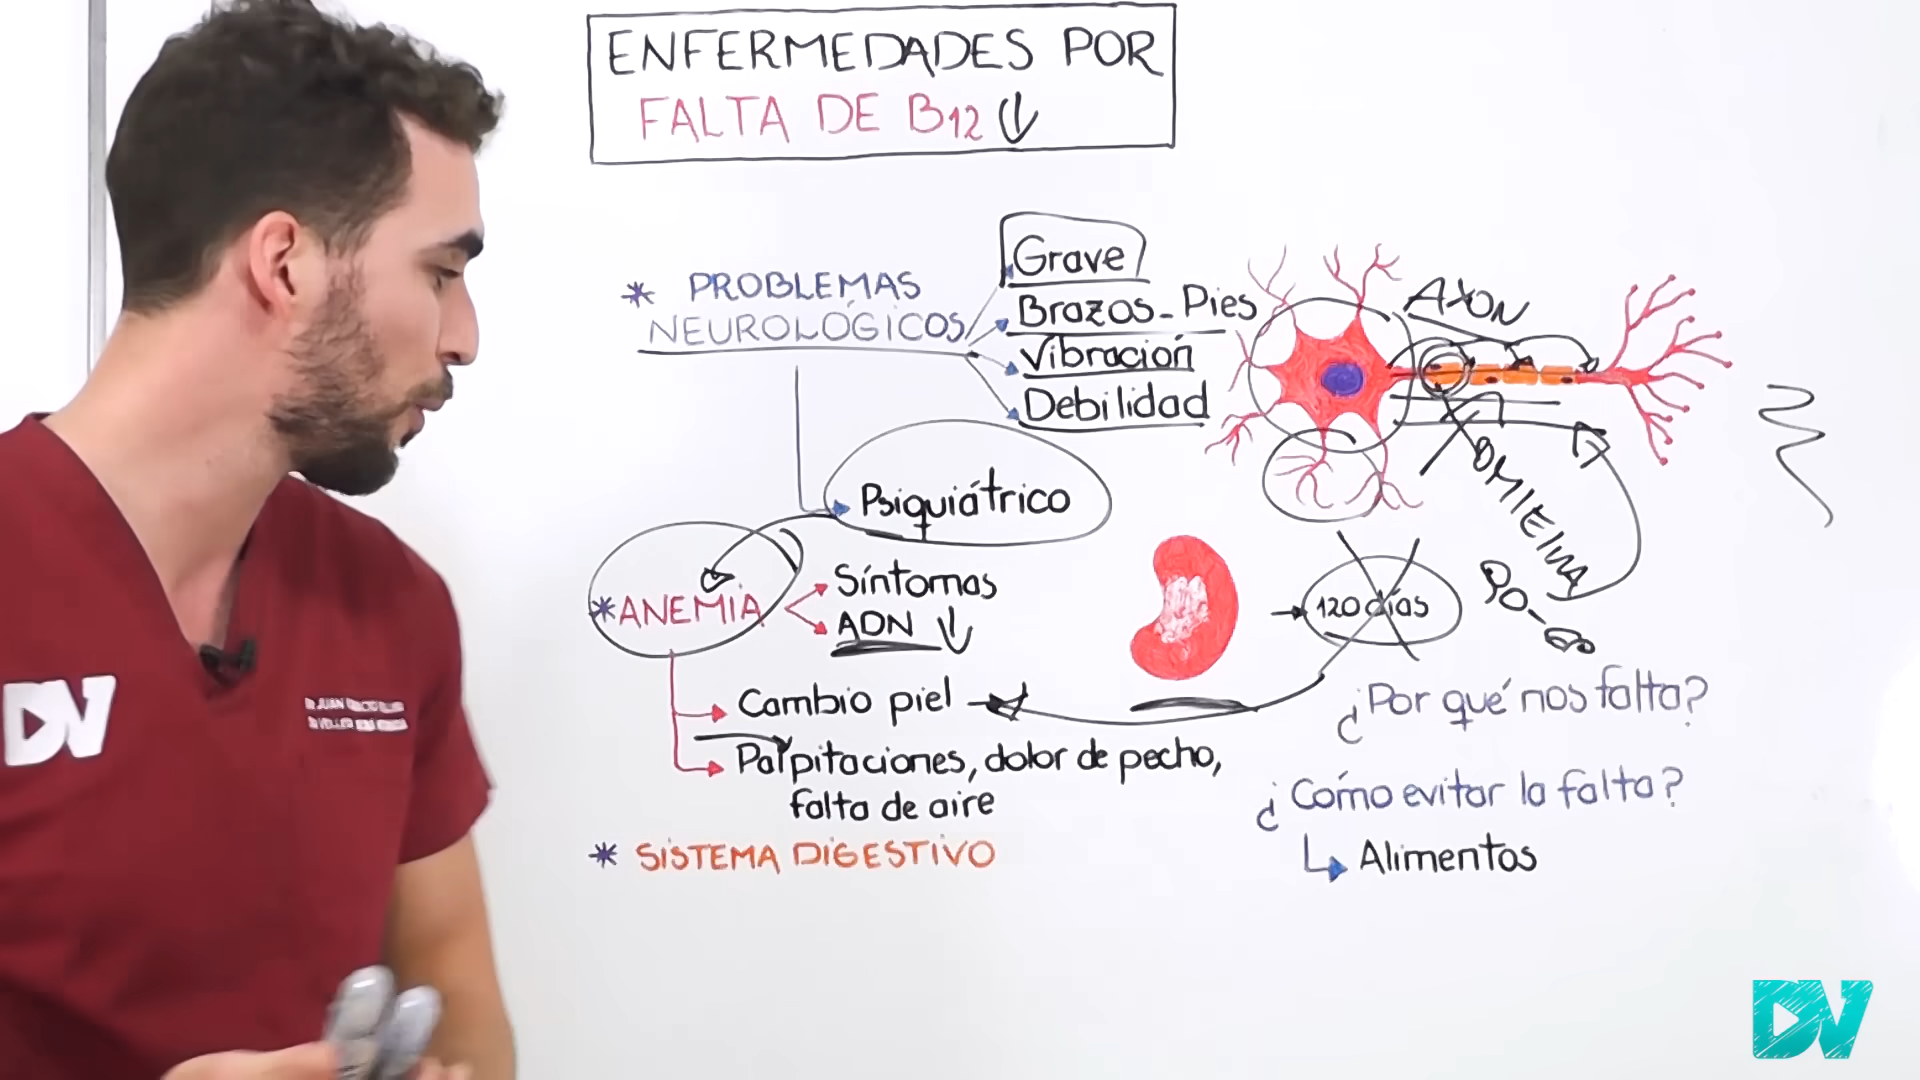 ENFERMEDADES POR
FALTA DE B12
* PROBLEMAS
NEUROLÓGICOS
Grave
Brazos-Pies
Vibración
Debilidad
Psiquiátrico
AXON
MIElINA
*ANEMIA
Síntomas
ADN
120 días
Cambio piel
Palpitaciones, dolor de pecho,
falta de aire
* SISTEMA DIGESTIVO
¿Por qué nos falta?
¿Cómo evitar la falta?
Alimentos
DV
DV